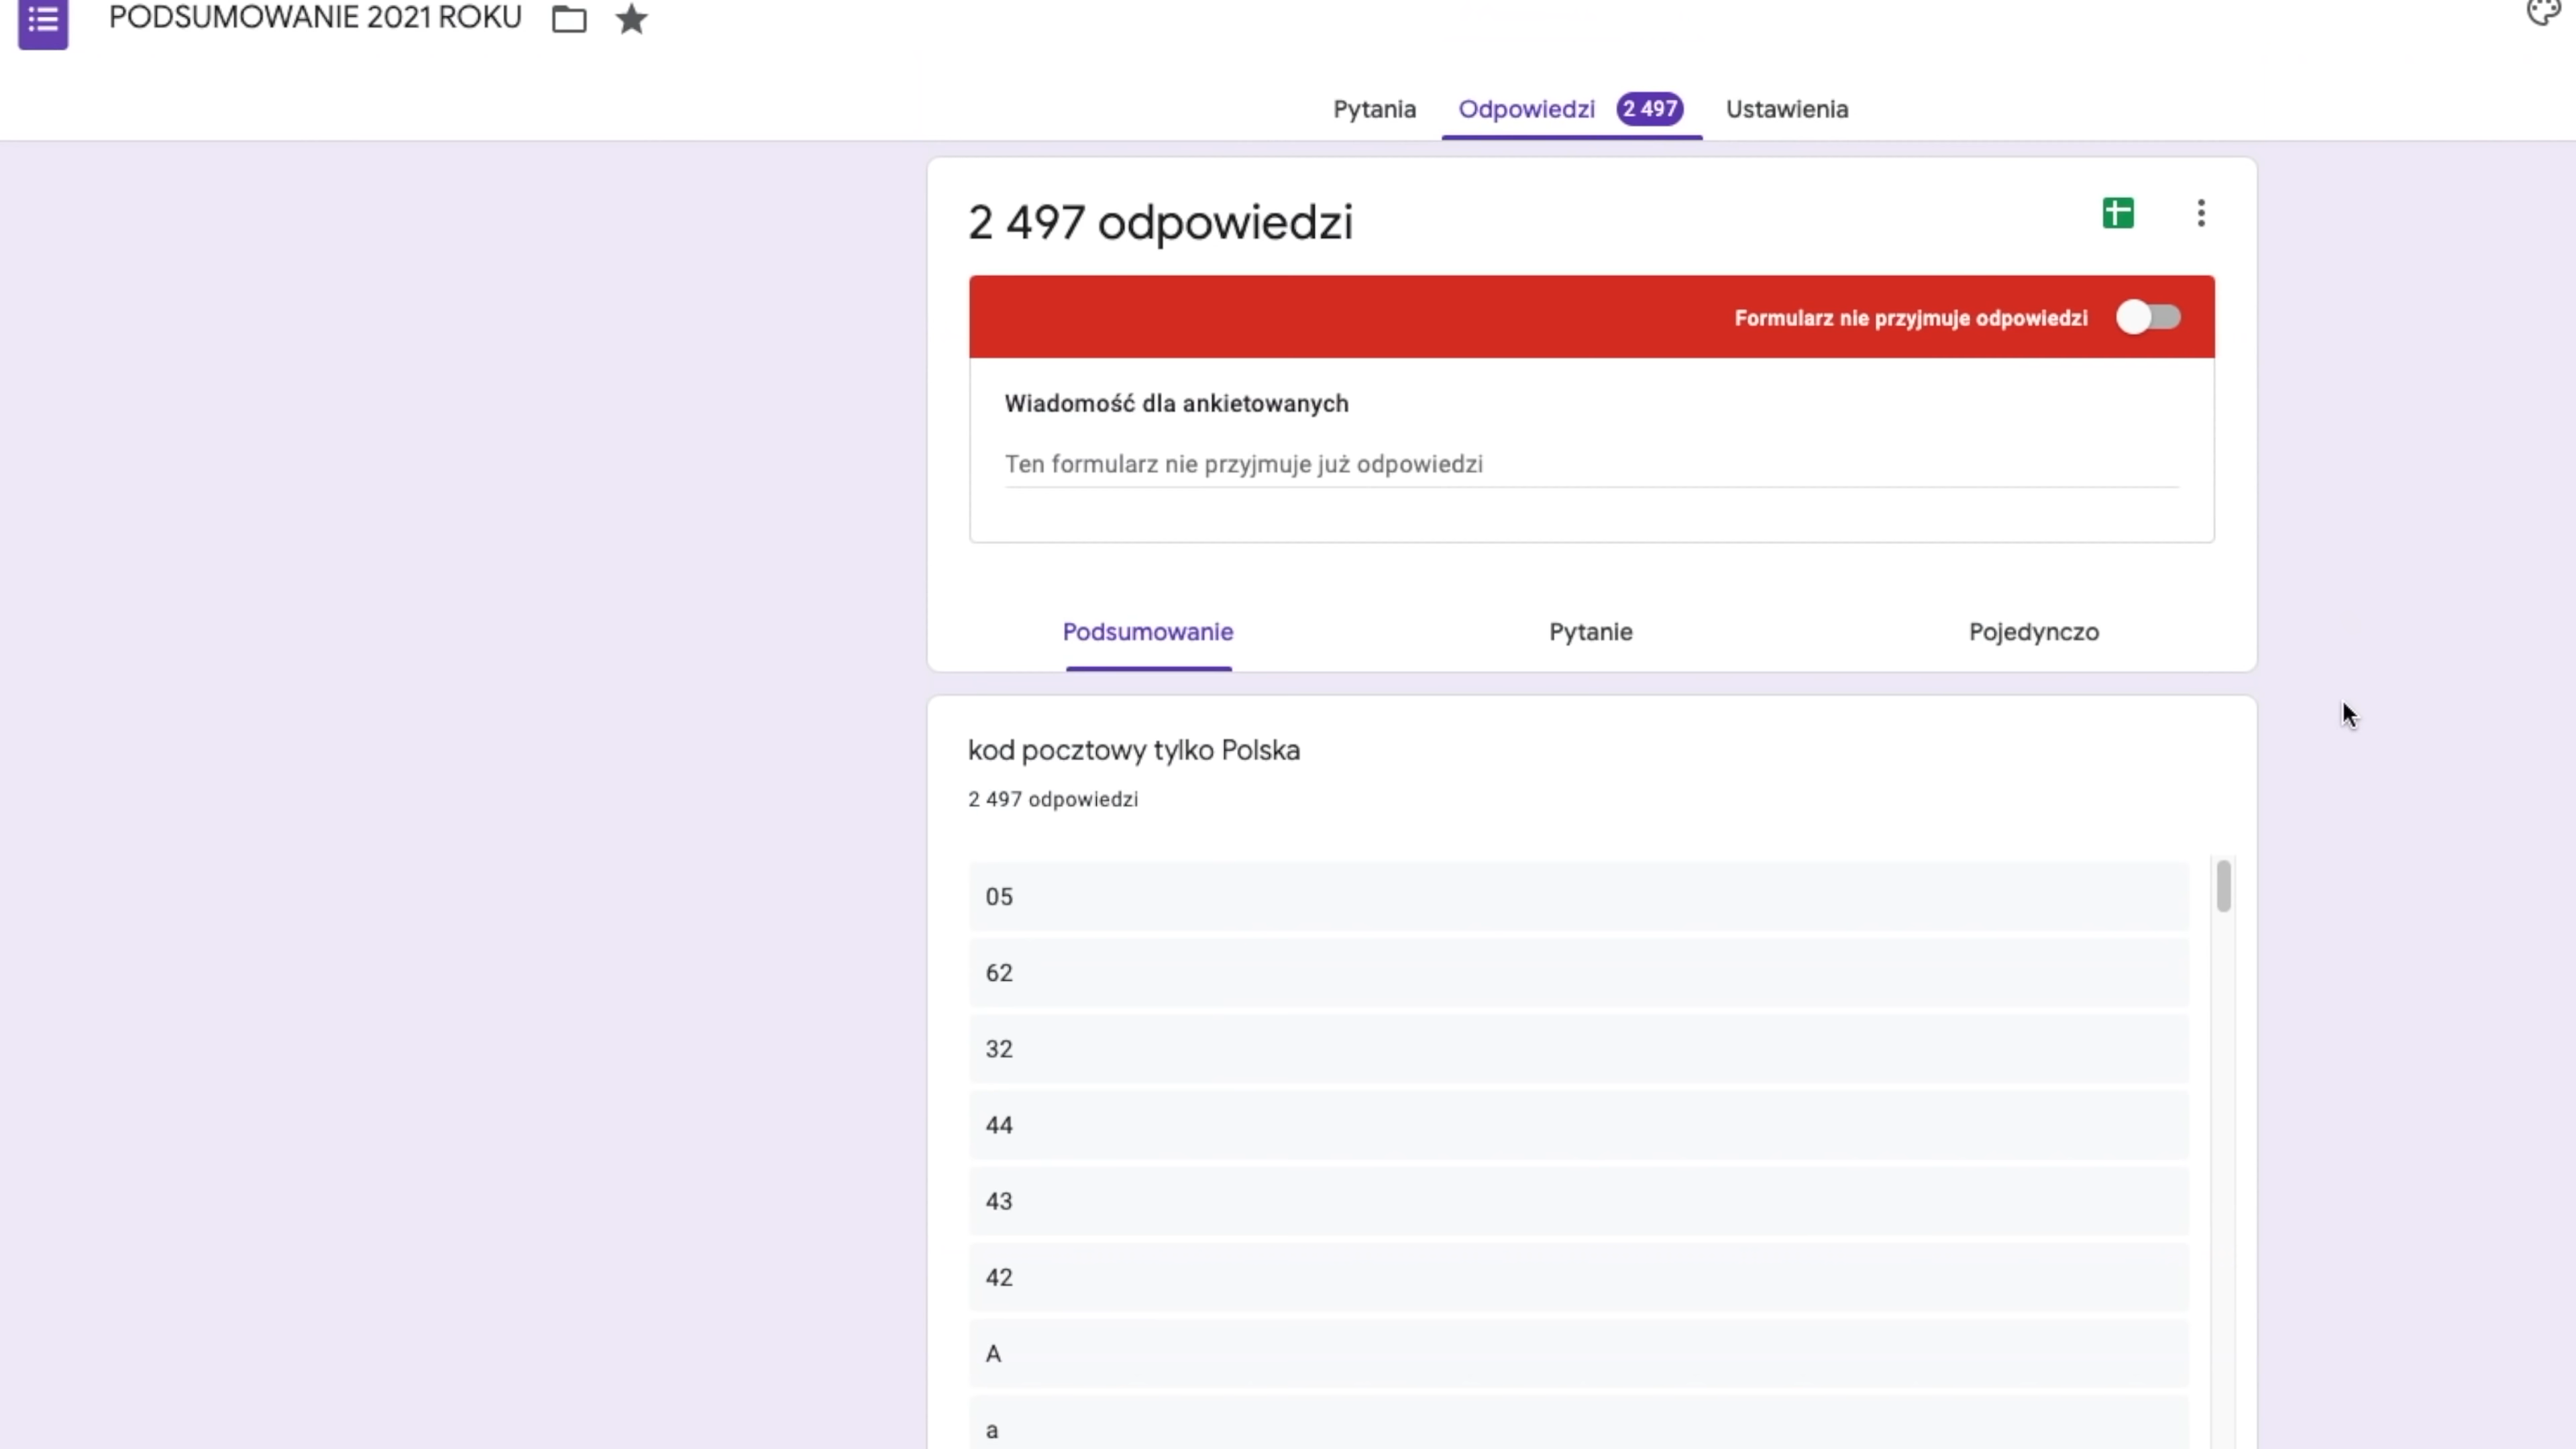 PODSUMOWANIE 2021 ROKU
Pytania Odpowiedzi 2 497 Ustawienia
2 497 odpowiedzi
Formularz nie przyjmuje odpowiedzi
Wiadomość dla ankietowanych
Ten formularz nie przyjmuje już odpowiedzi
Podsumowanie Pytanie Pojedynczo
kod pocztowy tylko Polska
2 497 odpowiedzi
05
62
32
44
43
42
A
a